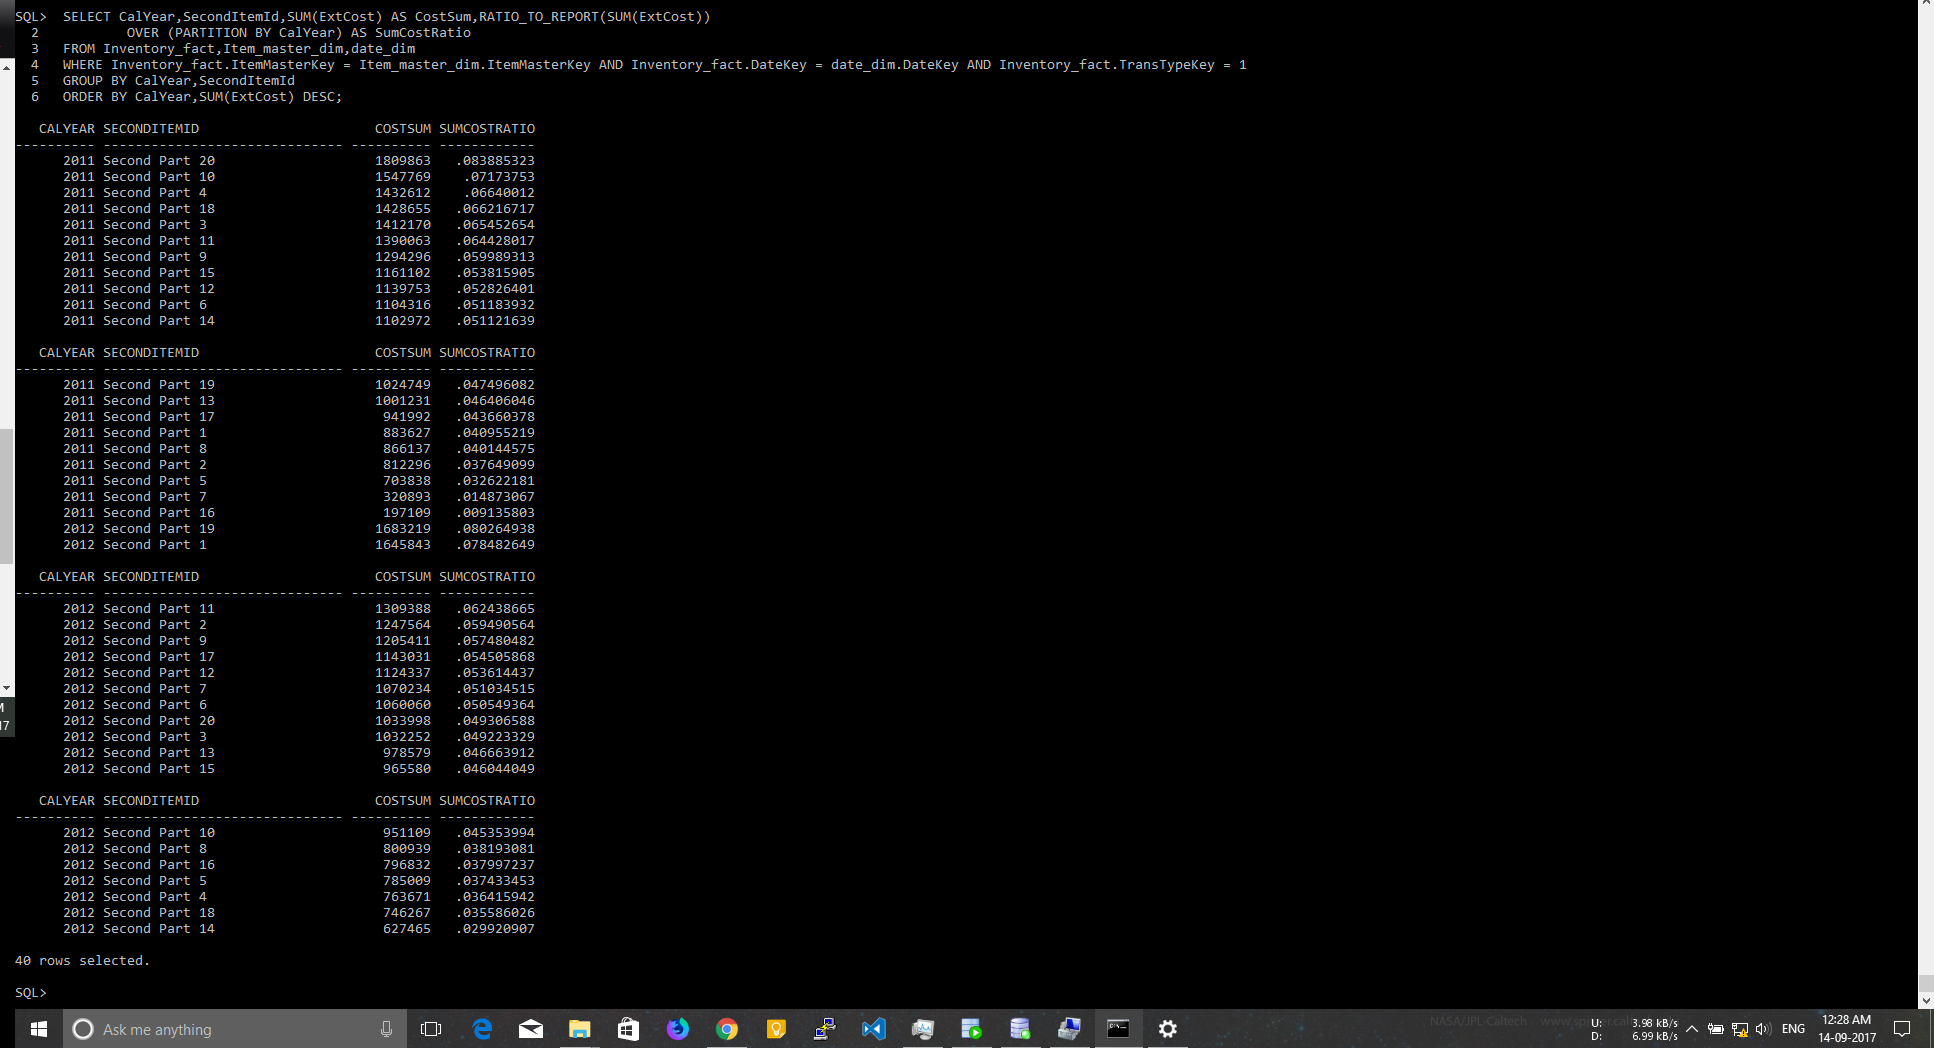 SQL>  SELECT CalYear,SecondItemId,SUM(ExtCost) AS CostSum,RATIO_TO_REPORT(SUM(ExtCost))
2          OVER (PARTITION BY CalYear) AS SumCostRatio
3  FROM Inventory_fact,Item_master_dim,date_dim
4  WHERE Inventory_fact.ItemMasterKey = Item_master_dim.ItemMasterKey AND Inventory_fact.DateKey = date_dim.DateKey AND Inventory_fact.TransTypeKey = 1
5  GROUP BY CalYear,SecondItemId
6  ORDER BY CalYear,SUM(ExtCost) DESC;
CALYEAR SECONDITEMID                      COSTSUM SUMCOSTRATIO
---------- ------------------------------ ---------- ------------
2011 Second Part 20                    1809863   .083885323
2011 Second Part 10                    1547769    .07173753
2011 Second Part 4                     1432612    .06640012
2011 Second Part 18                    1428655   .066216717
2011 Second Part 3                     1412170   .065452654
2011 Second Part 11                    1390063   .064428017
2011 Second Part 9                     1294296   .059989313
2011 Second Part 15                    1161102   .053815905
2011 Second Part 12                    1139753   .052826401
2011 Second Part 6                     1104316   .051183932
2011 Second Part 14                    1102972   .051121639
CALYEAR SECONDITEMID                      COSTSUM SUMCOSTRATIO
---------- ------------------------------ ---------- ------------
2011 Second Part 19                    1024749   .047496082
2011 Second Part 13                    1001231   .046406046
2011 Second Part 17                     941992   .043660378
2011 Second Part 1                      883627   .040955219
2011 Second Part 8                      866137   .040144575
2011 Second Part 2                      812296   .037649099
2011 Second Part 5                      703838   .032622181
2011 Second Part 7                      320893   .014873067
2011 Second Part 16                     197109   .009135803
2012 Second Part 19                    1683219   .080264938
2012 Second Part 1                     1645843   .078482649
CALYEAR SECONDITEMID                      COSTSUM SUMCOSTRATIO
---------- ------------------------------ ---------- ------------
2012 Second Part 11                    1309388   .062438665
2012 Second Part 2                     1247564   .059490564
2012 Second Part 9                     1205411   .057480482
2012 Second Part 17                    1143031   .054505868
2012 Second Part 12                    1124337   .053614437
2012 Second Part 7                     1070234   .051034515
2012 Second Part 6                     1060060   .050549364
2012 Second Part 20                    1033998   .049306588
2012 Second Part 3                     1032252   .049223329
2012 Second Part 13                     978579   .046663912
2012 Second Part 15                     965580   .046044049
CALYEAR SECONDITEMID                      COSTSUM SUMCOSTRATIO
---------- ------------------------------ ---------- ------------
2012 Second Part 10                     951109   .045353994
2012 Second Part 8                      800939   .038193081
2012 Second Part 16                     796832   .037997237
2012 Second Part 5                      785009   .037433453
2012 Second Part 4                      763671   .036415942
2012 Second Part 18                     746267   .035586026
2012 Second Part 14                     627465   .029920907
40 rows selected.
SQL>
Ask me anything
NASA/JPL-Caltech
U: 3.98 kB/s
D: 6.99 kB/s
ENG
12:28 AM
14-09-2017